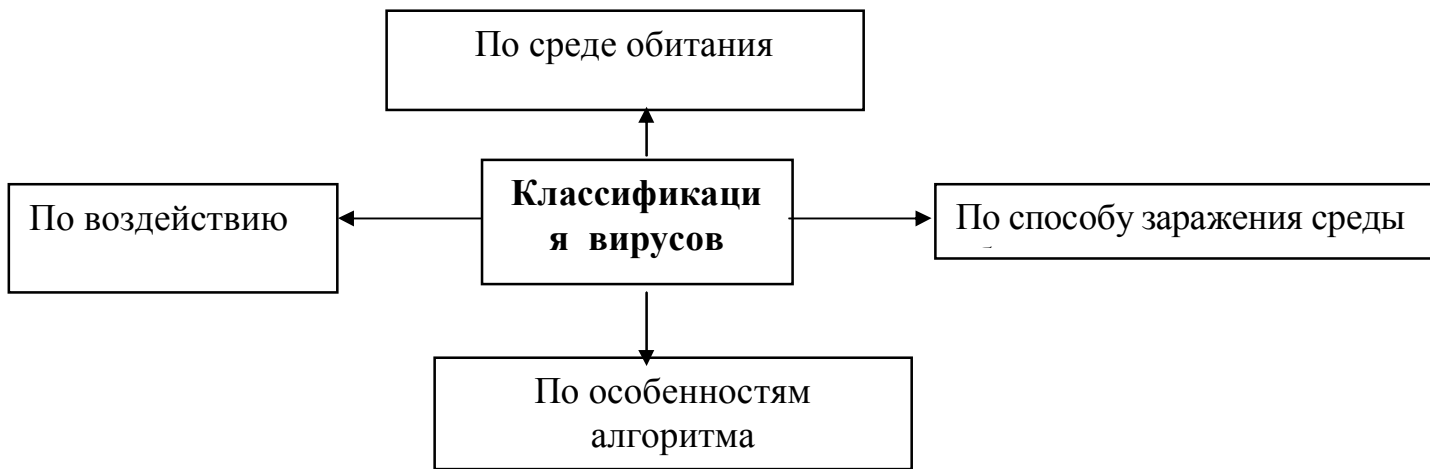 По среде обитания
Классификаци
я вирусов
По воздействию
По способу заражения среды
По особенностям
алгоритма